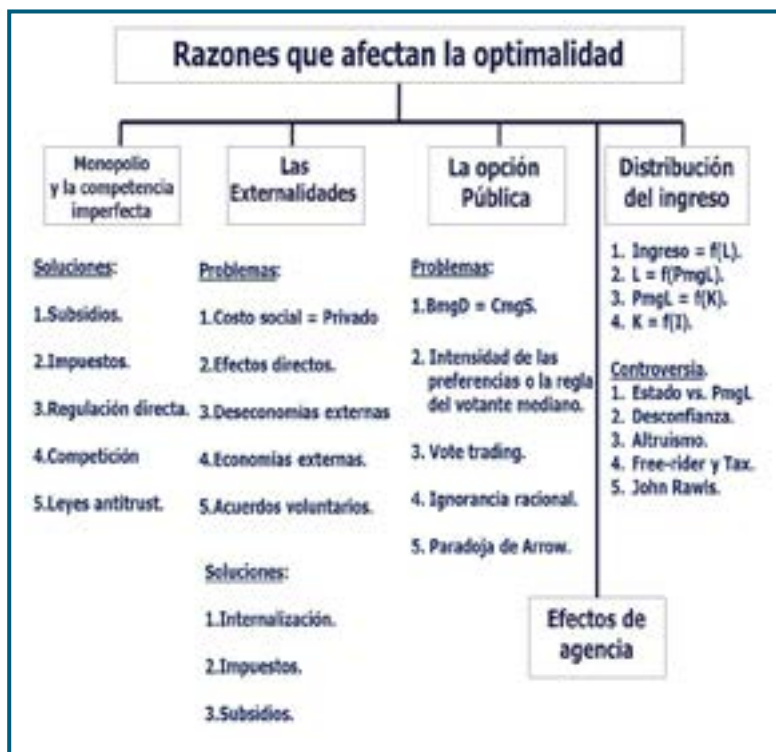 Razones que afectan la optimalidad
Monopolio
y la competencia
imperfecta
Soluciones:
1.Subsidios.
2.Impuestos.
3.Regulación directa.
4.Competición
5.Leyes antitrust.
Las
Externalidades
Problemas:
1.Costo social = Privado
2.Efectos directos.
3.Deseconomías externas
4.Economías externas.
5.Acuerdos voluntarios.
Soluciones:
1.Internalización.
2.Impuestos.
3.Subsidios.
La opción
Pública
Problemas:
1.BmgD = CmgS.
2. Intensidad de las
preferencias o la regla
del votante mediano.
3. Vote trading.
4. Ignorancia racional.
5. Paradoja de Arrow.
Efectos de
agencia
Distribución
del ingreso
1. Ingreso = f(L).
2. L = f(PmgL).
3. PmgL = f(K).
4. K = f(I).
Controversia.
1. Estado vs. PmgL
2. Desconfianza.
3. Altruismo.
4. Free-rider y Tax.
5. John Rawls.